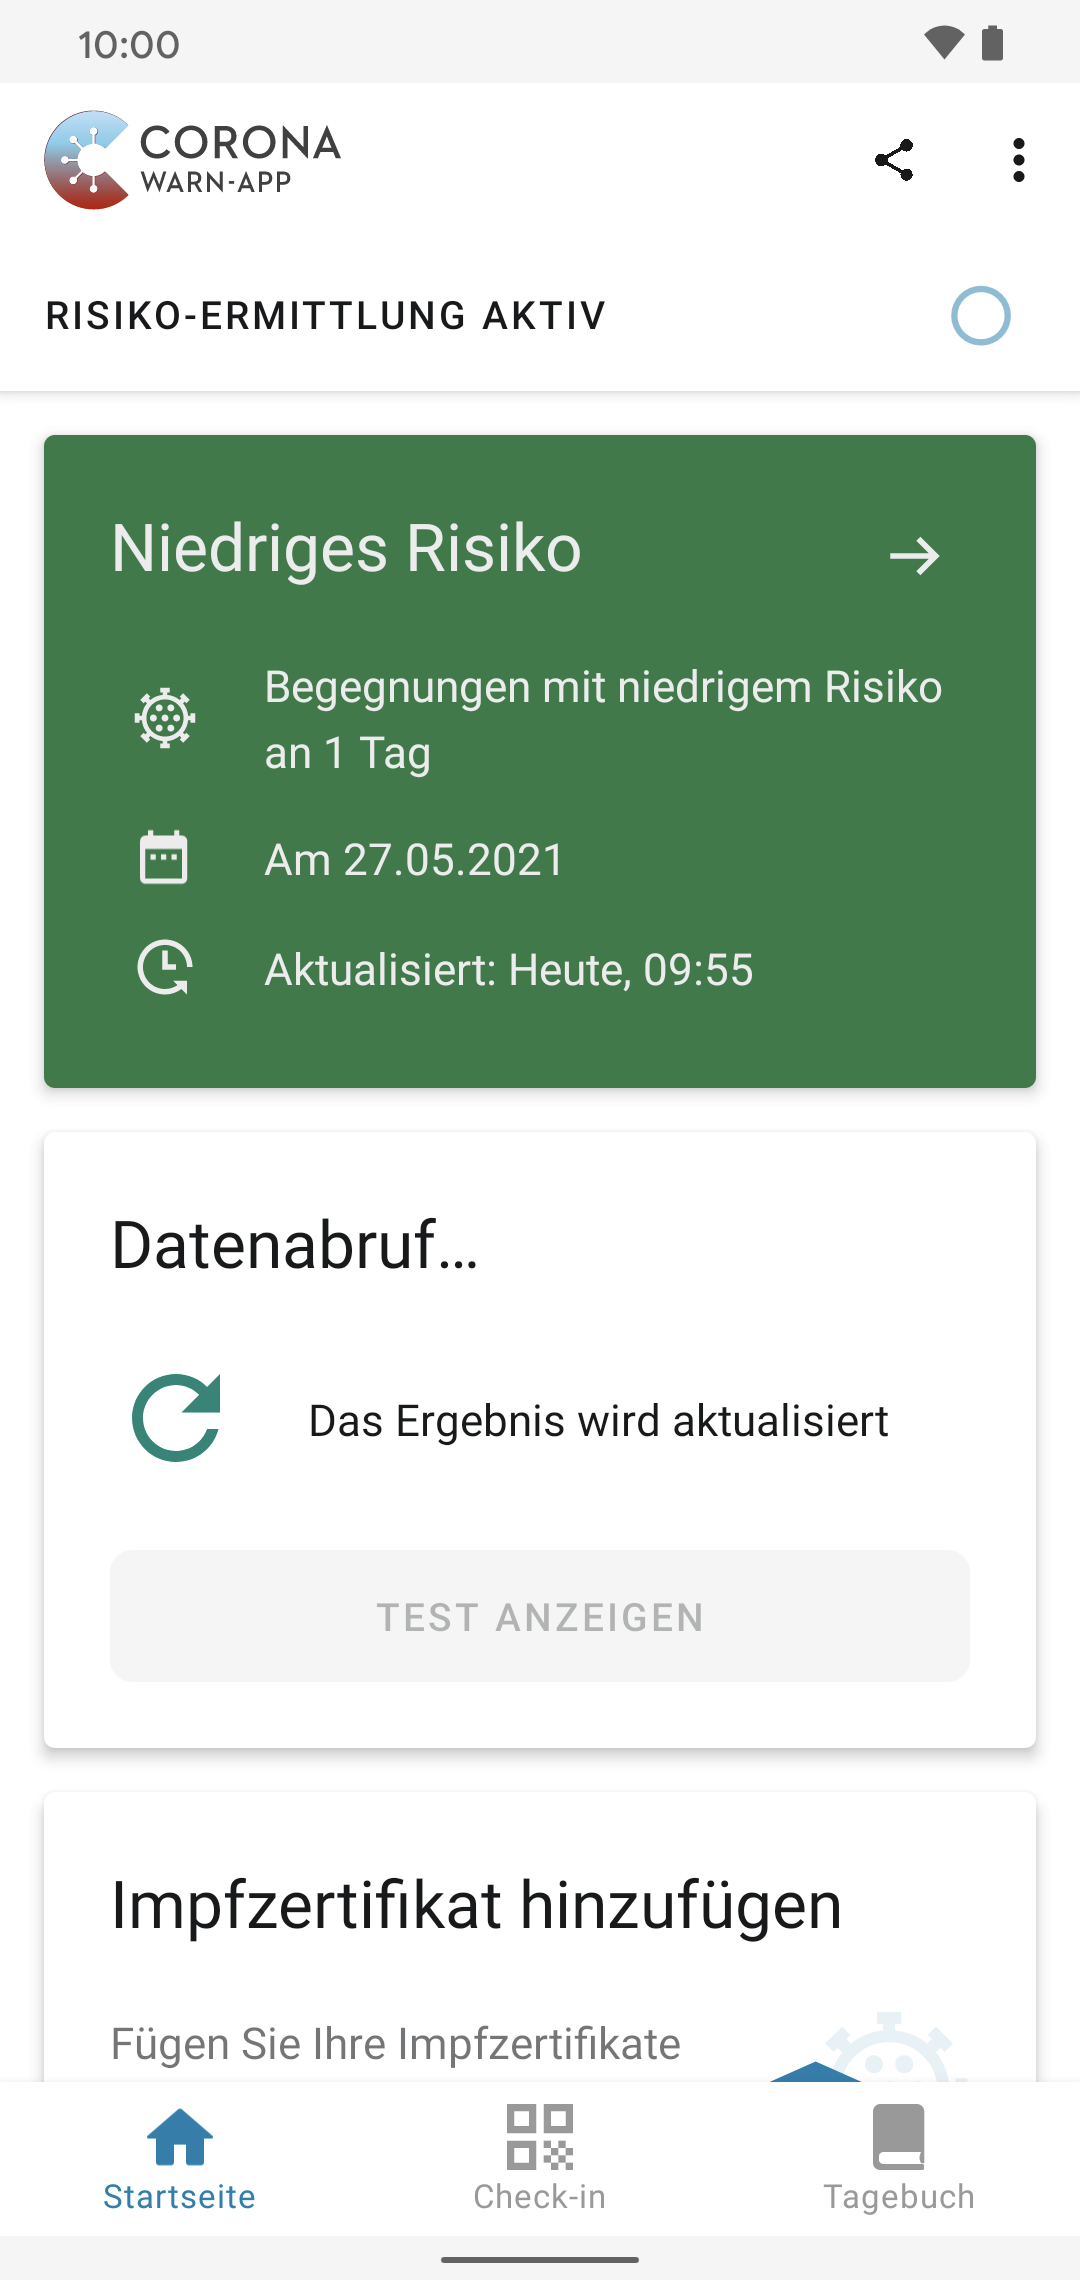 10:00
CORONA
WARN-APP
RISIKO-ERMITTLUNG AKTIV
Niedriges Risiko
Begegnungen mit niedrigem Risiko
an 1 Tag
Am 27.05.2021
Aktualisiert: Heute, 09:55
Datenabruf…
Das Ergebnis wird aktualisiert
TEST ANZEIGEN
Impfzertifikat hinzufügen
Fügen Sie Ihre Impfzertifikate
Startseite
Check-in
Tagebuch